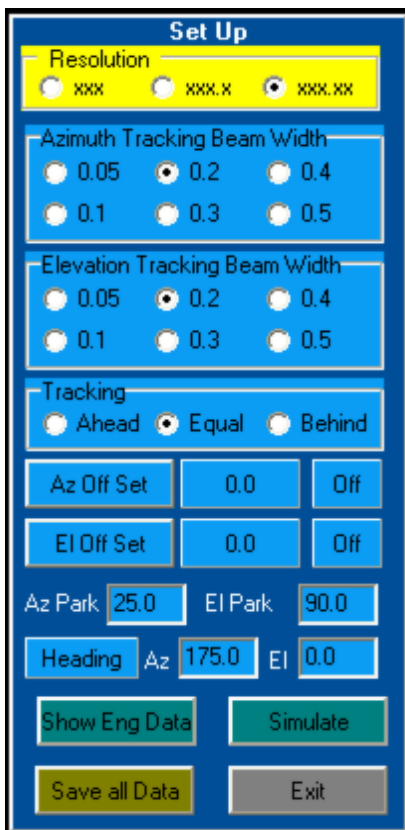 Set Up
Resolution
xxx xxx.x xxx.xx
Azimuth Tracking Beam Width
0.05 0.2 0.4
0.1 0.3 0.5
Elevation Tracking Beam Width
0.05 0.2 0.4
0.1 0.3 0.5
Tracking
Ahead Equal Behind
Az Off Set 0.0 Off
El Off Set 0.0 Off
Az Park 25.0 El Park 90.0
Heading Az 175.0 El 0.0
Show Eng Data Simulate
Save all Data Exit